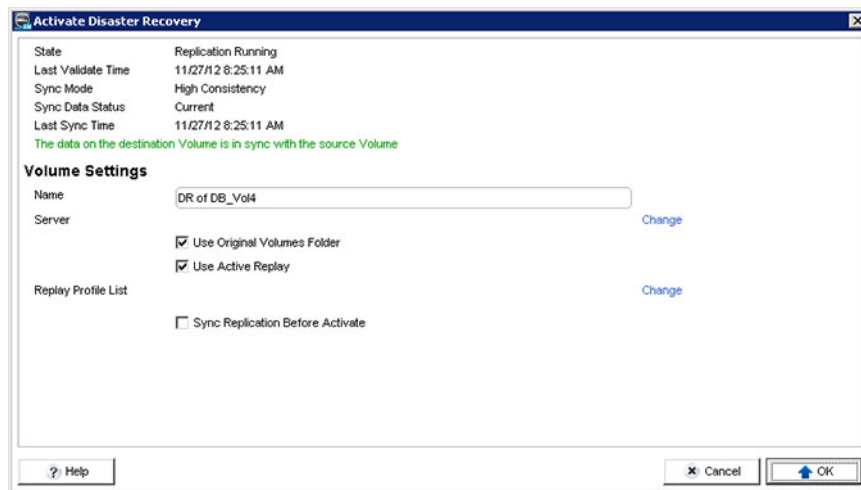 Activate Disaster Recovery
State Replication Running
Last Validate Time 11/27/12 8:25:11 AM
Sync Mode High Consistency
Sync Data Status Current
Last Sync Time 11/27/12 8:25:11 AM
The data on the destination Volume is in sync with the source Volume
Volume Settings
Name DR of DB_Vol4
Server Change
Use Original Volumes Folder
Use Active Replay
Replay Profile List Change
Sync Replication Before Activate
? Help Cancel OK